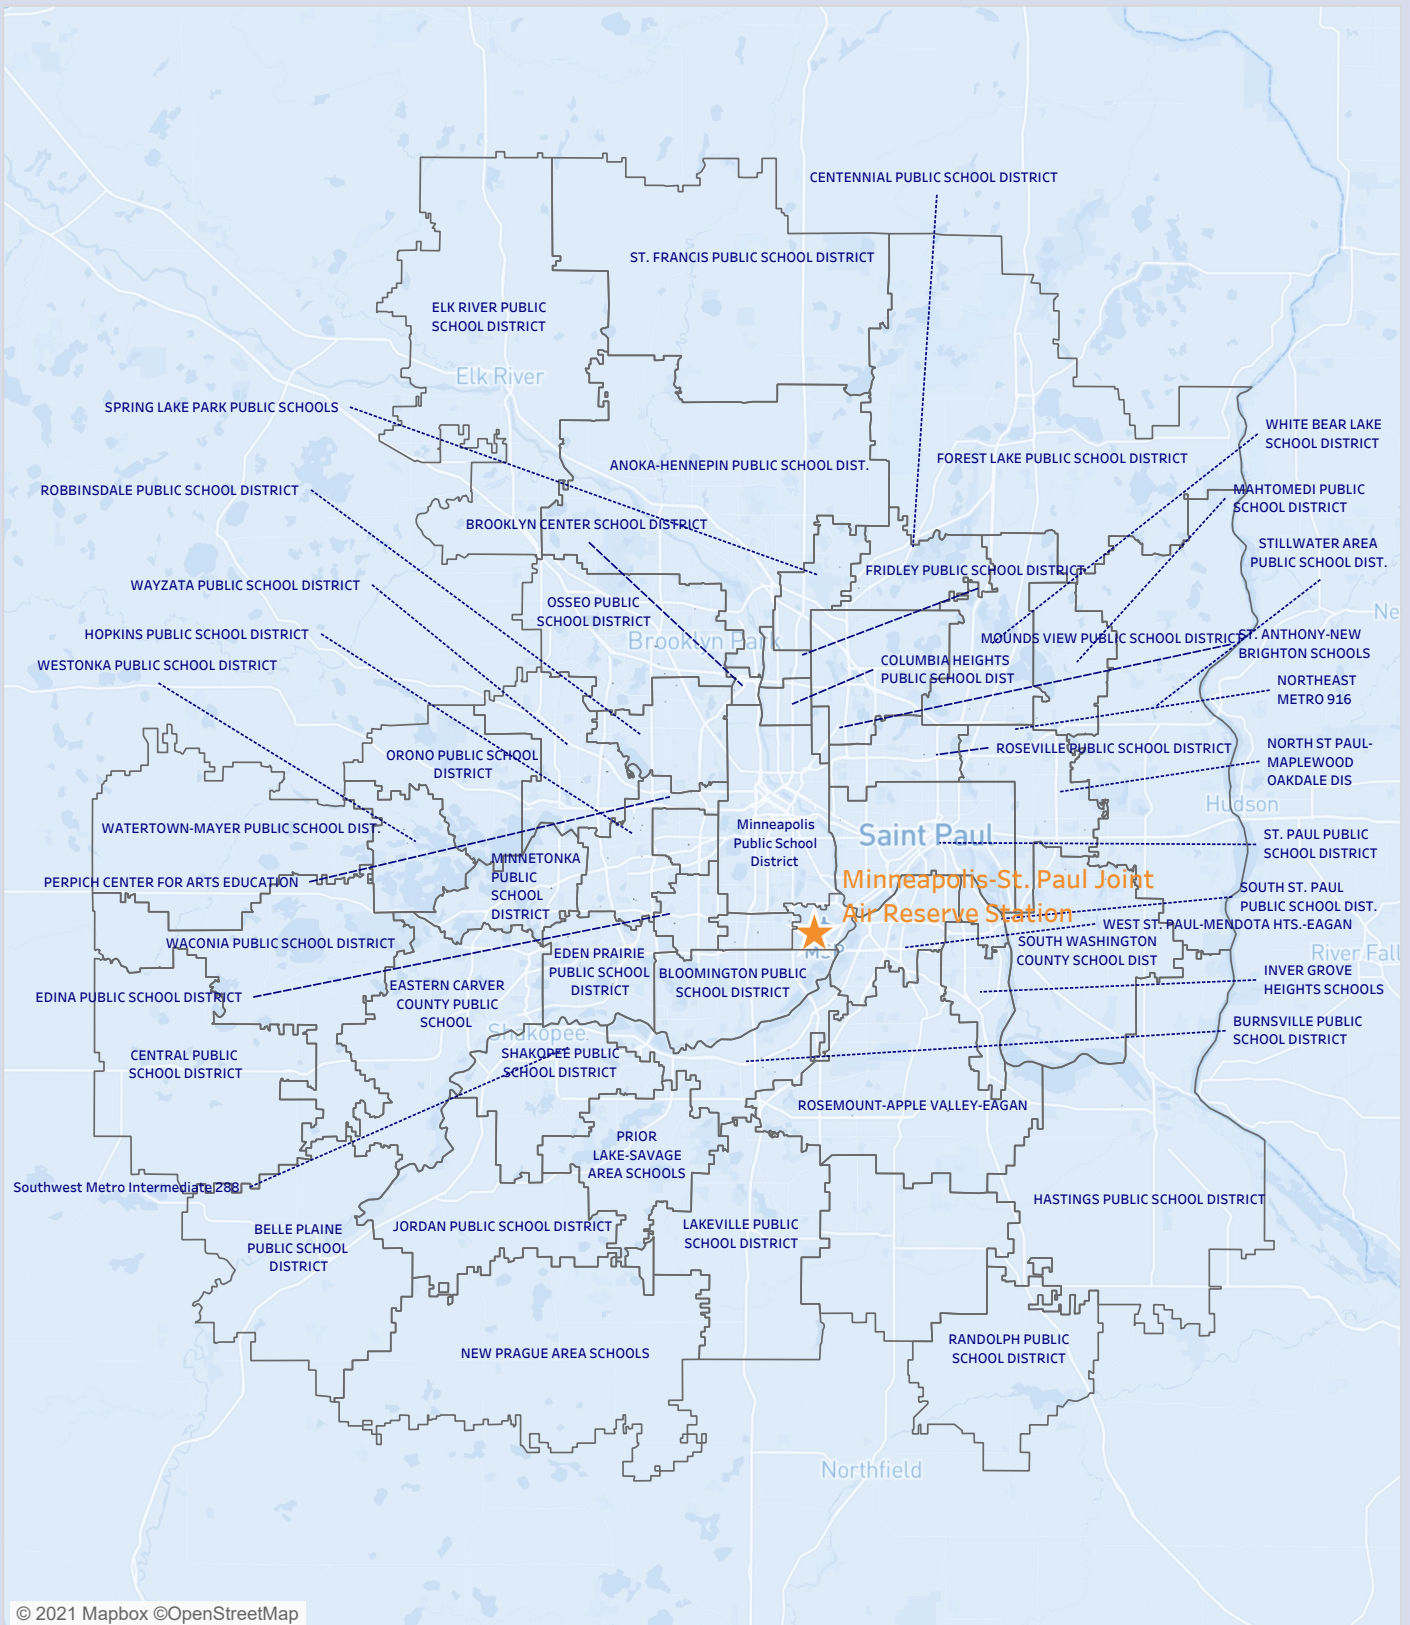 CENTENNIAL PUBLIC SCHOOL DISTRICT
ST. FRANCIS PUBLIC SCHOOL DISTRICT
ELK RIVER PUBLIC
SCHOOL DISTRICT
Elk River
SPRING LAKE PARK PUBLIC SCHOOLS
WHITE BEAR LAKE
SCHOOL DISTRICT
ANOKA-HENNEPIN PUBLIC SCHOOL DIST.
FOREST LAKE PUBLIC SCHOOL DISTRICT
ROBBINSDALE PUBLIC SCHOOL DISTRICT
MAHTOMEDI PUBLIC
SCHOOL DISTRICT
BROOKLYN CENTER SCHOOL DISTRICT
STILLWATER AREA
PUBLIC SCHOOL DIST.
FRIDLEY PUBLIC SCHOOL DISTRICT
WAYZATA PUBLIC SCHOOL DISTRICT
OSSEO PUBLIC
SCHOOL DISTRICT
Ne
HOPKINS PUBLIC SCHOOL DISTRICT
Brooklyn Park
MOUNDS VIEW PUBLIC SCHOOL DISTRICT
ST. ANTHONY-NEW
BRIGHTON SCHOOLS
WESTONKA PUBLIC SCHOOL DISTRICT
COLUMBIA HEIGHTS
PUBLIC SCHOOL DIST
NORTHEAST
METRO 916
ORONO PUBLIC SCHOOL
DISTRICT
ROSEVILLE PUBLIC SCHOOL DISTRICT
NORTH ST PAUL-
MAPLEWOOD
OAKDALE DIS
Hudson
WATERTOWN-MAYER PUBLIC SCHOOL DIST.
Minneapolis
Public School
District
Saint Paul
ST. PAUL PUBLIC
SCHOOL DISTRICT
MINNETONKA
PUBLIC
SCHOOL
DISTRICT
PERPICH CENTER FOR ARTS EDUCATION
Minneapolis-St. Paul Joint
Air Reserve Station
SOUTH ST. PAUL
PUBLIC SCHOOL DIST.
WEST ST. PAUL-MENDOTA HTS.-EAGAN
WACONIA PUBLIC SCHOOL DISTRICT
SOUTH WASHINGTON
COUNTY SCHOOL DIST
MSP
River Fall
EDEN PRAIRIE
PUBLIC SCHOOL
DISTRICT
BLOOMINGTON PUBLIC
SCHOOL DISTRICT
INVER GROVE
HEIGHTS SCHOOLS
EDINA PUBLIC SCHOOL DISTRICT
EASTERN CARVER
COUNTY PUBLIC
SCHOOL
BURNSVILLE PUBLIC
SCHOOL DISTRICT
Shakopee
CENTRAL PUBLIC
SCHOOL DISTRICT
SHAKOPEE PUBLIC
SCHOOL DISTRICT
ROSEMOUNT-APPLE VALLEY-EAGAN
PRIOR
LAKE-SAVAGE
AREA SCHOOLS
Southwest Metro Intermediate 288
HASTINGS PUBLIC SCHOOL DISTRICT
BELLE PLAINE
PUBLIC SCHOOL
DISTRICT
JORDAN PUBLIC SCHOOL DISTRICT
LAKEVILLE PUBLIC
SCHOOL DISTRICT
NEW PRAGUE AREA SCHOOLS
RANDOLPH PUBLIC
SCHOOL DISTRICT
Northfield
© 2021 Mapbox ©OpenStreetMap